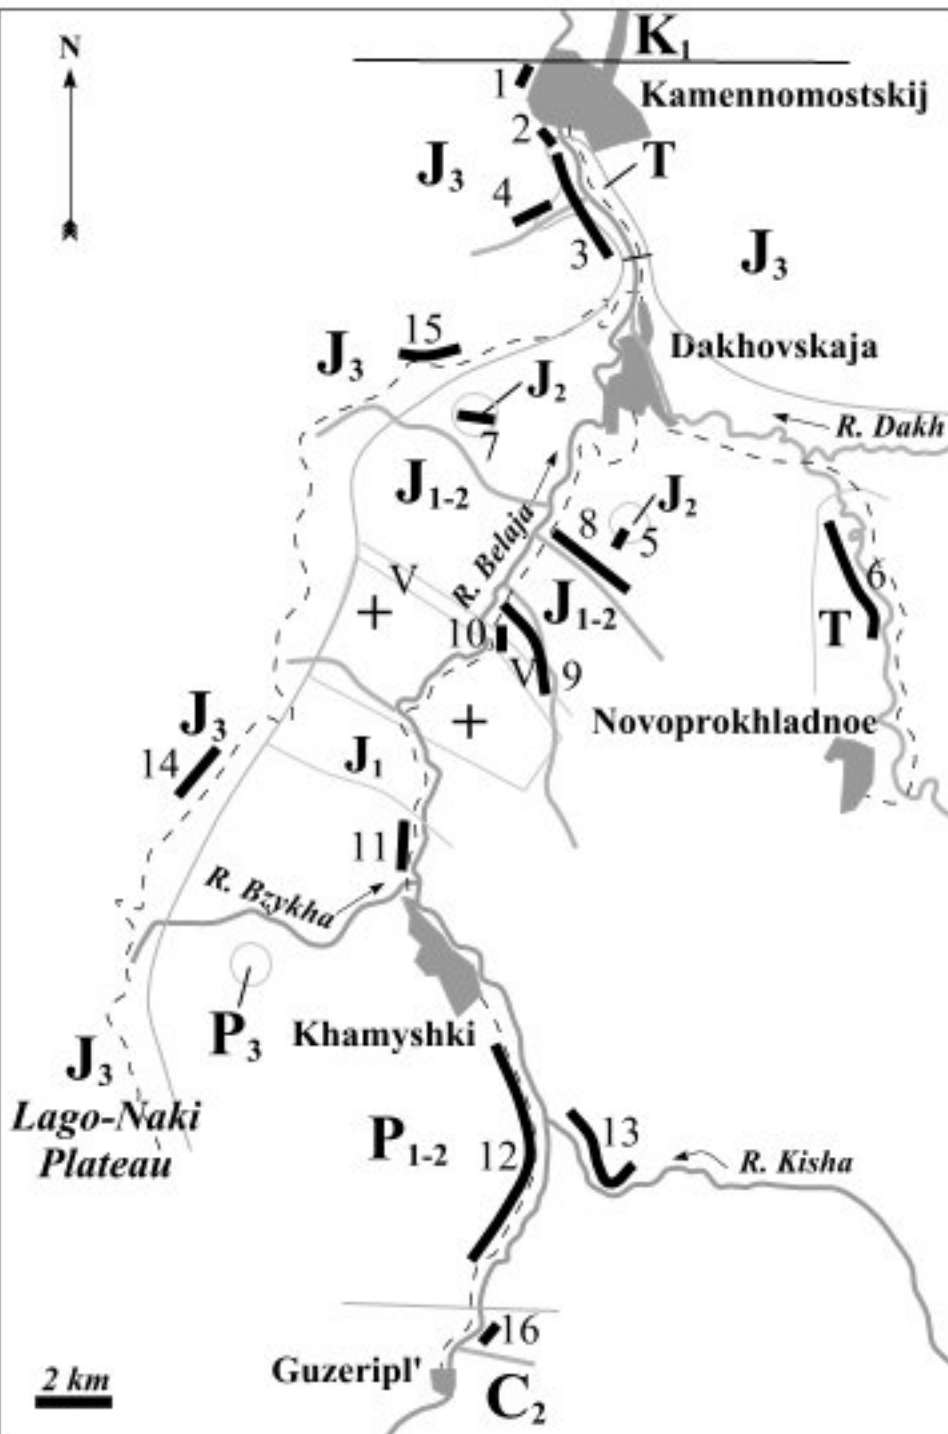 K₁
N
1
Kamennomostskij
2
J₃
T
4
3
J₃
15
J₃
Dakhovskaja
J₂
7
R. Dakh
J₁₋₂
J₂
8
5
R. Belaja
V
6
J₁₋₂
+
10
T
V
9
J₃
+
Novoprokhladnoe
14
J₁
11
R. Bzykha
P₃
Khamyshki
J₃
Lago-Naki
Plateau
P₁₋₂
12
13
R. Kisha
16
Guzeripl'
2 km
C₂